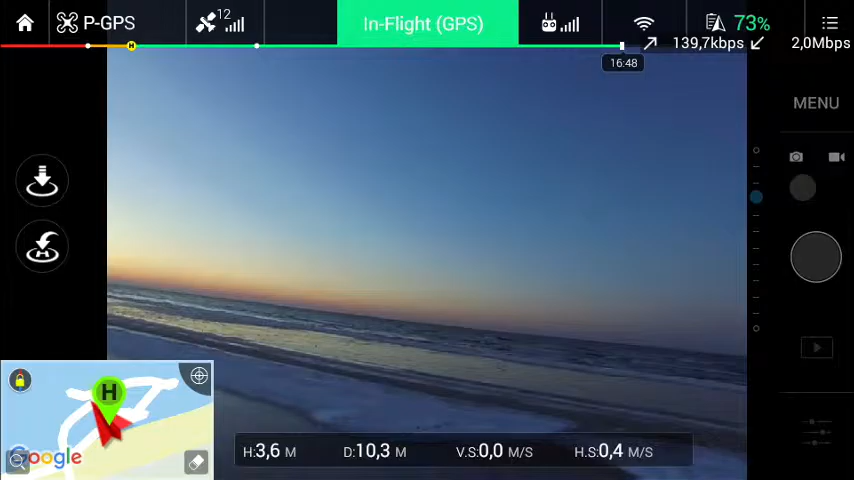 P-GPS
12
In-Flight (GPS)
73%
139,7kbps
2,0Mbps
16:48
MENU
H
H
Google
H:3,6 M
D:10,3 M
V.S:0,0 M/S
H.S:0,4 M/S